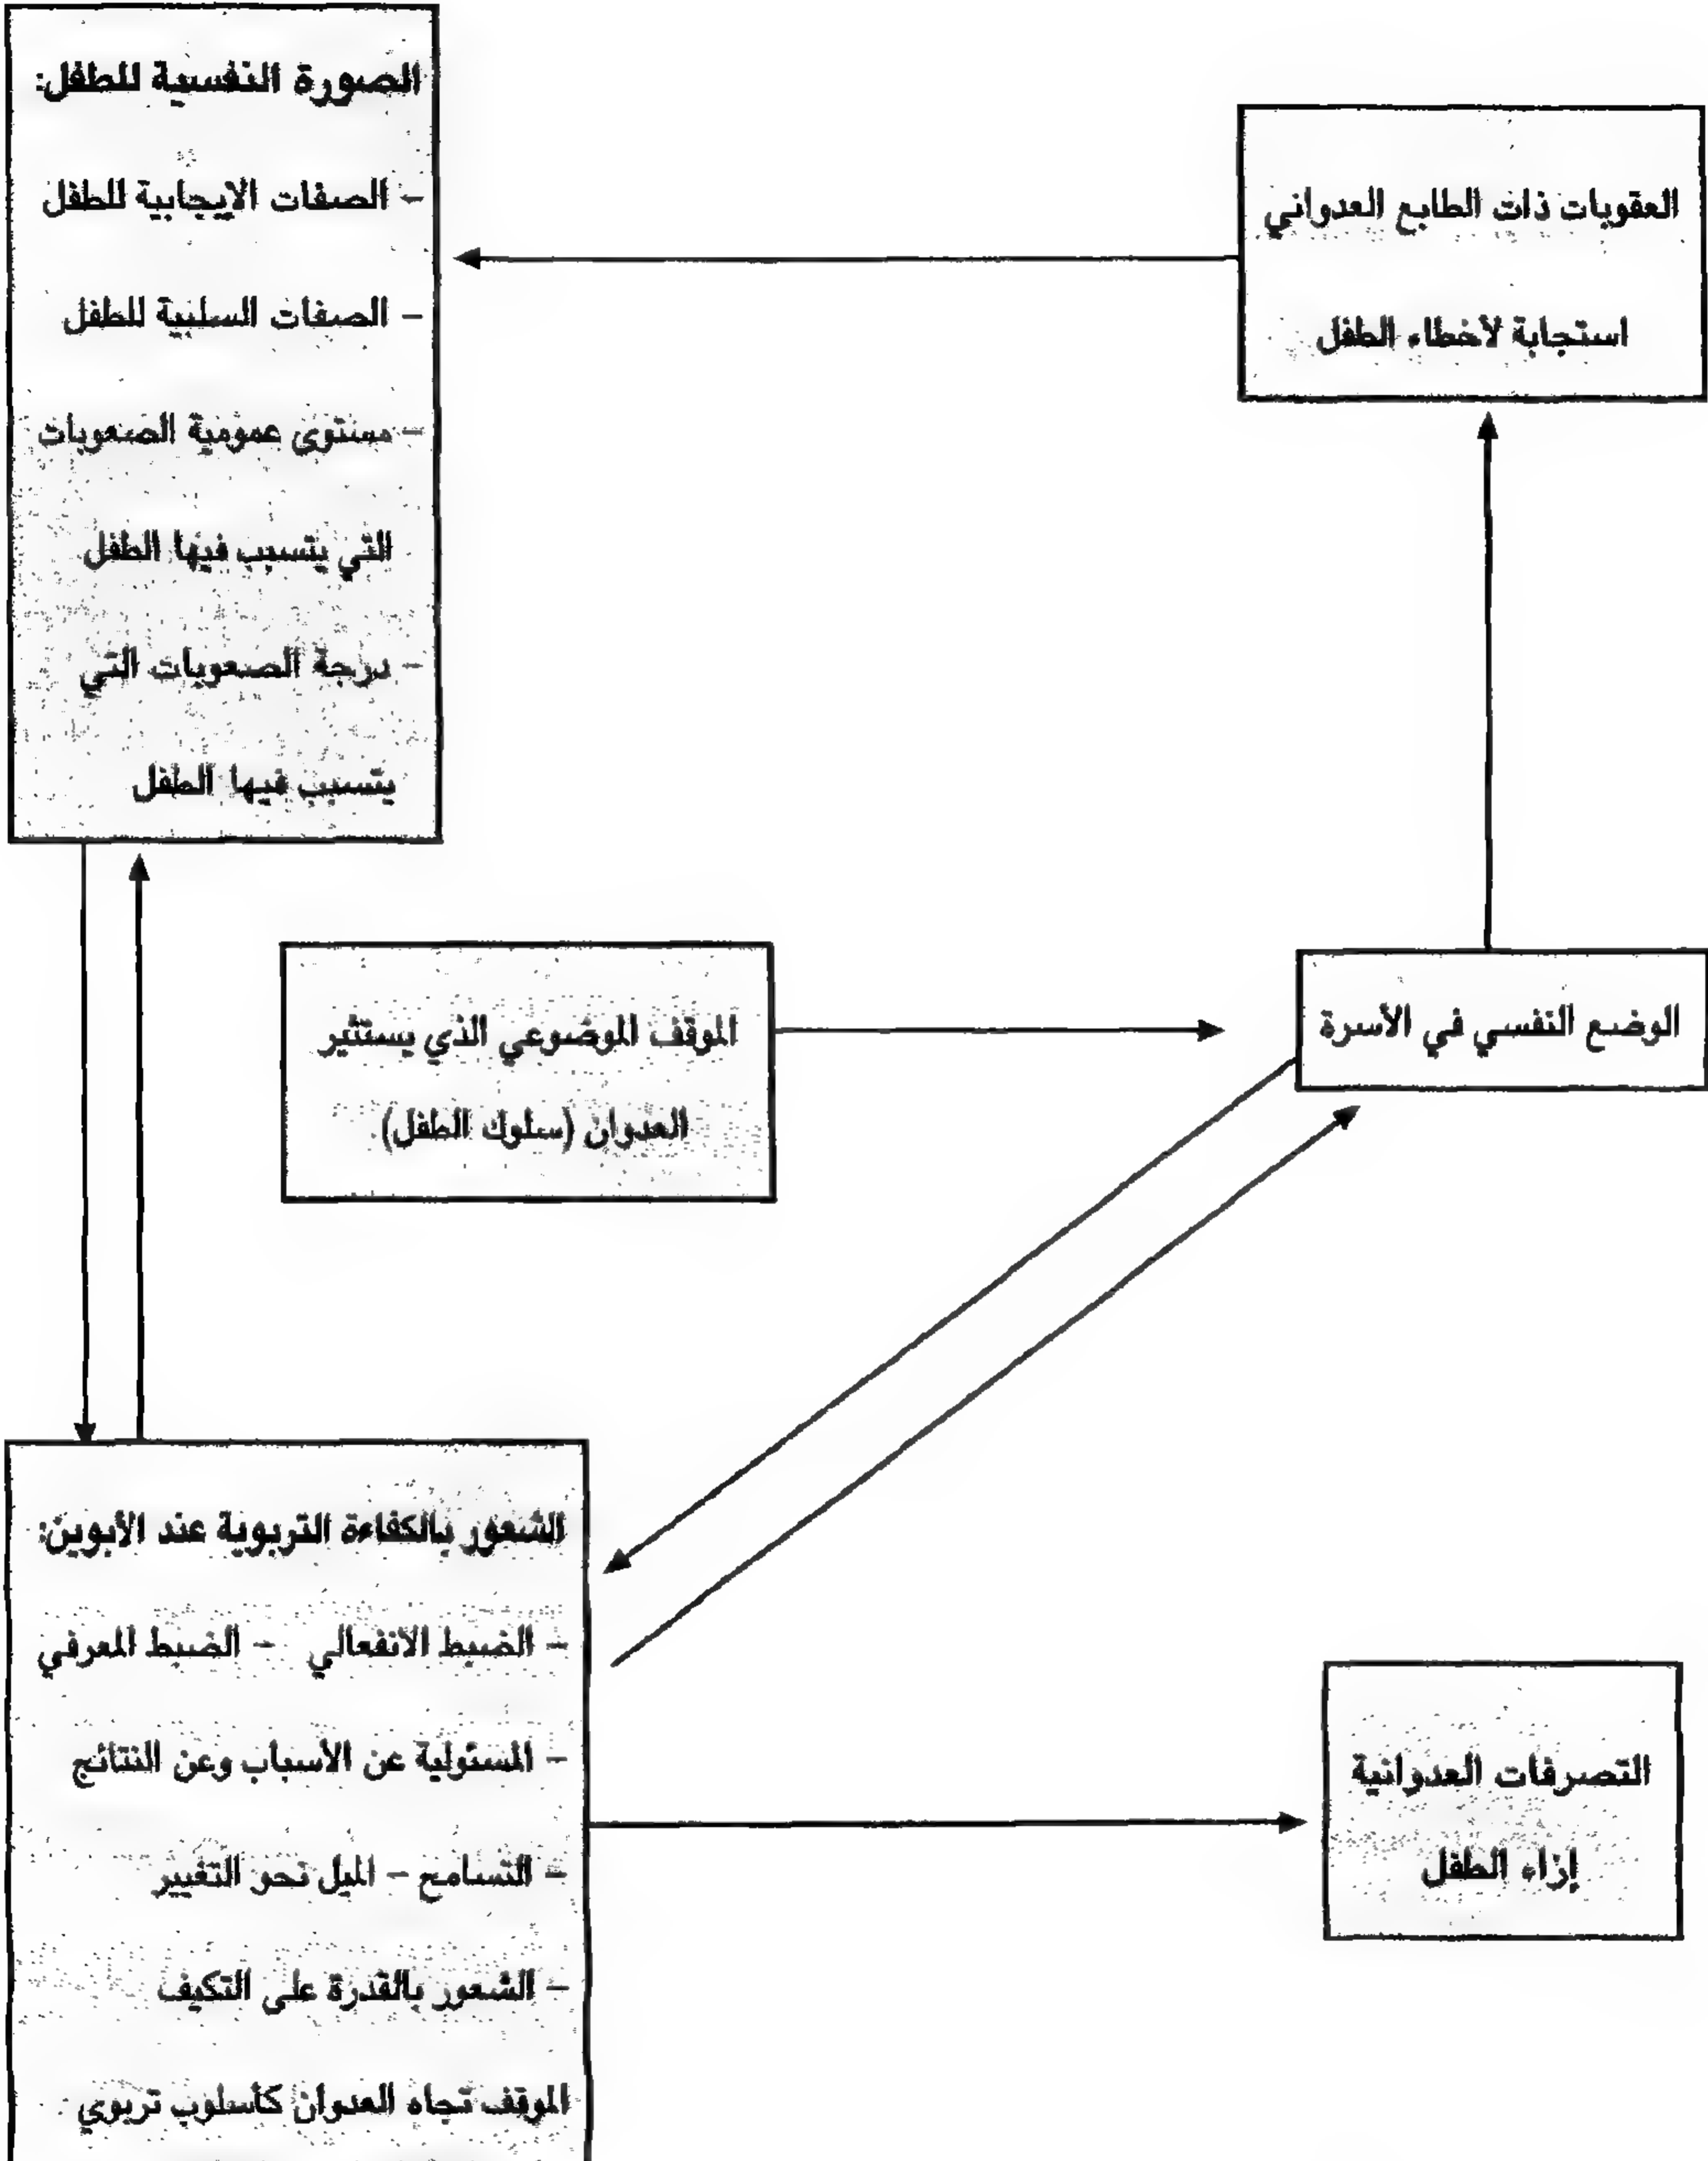 الصورة النفسية للطفل:
- الصفات الايجابية للطفل
- الصفات السلبية للطفل
- مستوى عمومية الصعوبات
التي يتسبب فيها الطفل
- درجة الصعوبات التي
يتسبب فيها الطفل
العقوبات ذات الطابع العدواني
استجابة لأخطاء الطفل
الموقف الموضوعي الذي يستثير
العدوان (سلوك الطفل)
الوضع النفسي في الأسرة
الشعور بالكفاءة التربوية عند الأبوين:
- الضبط الانفعالي - الضبط المعرفي
- المسئولية عن الأسباب وعن النتائج
- التسامح - الميل نحو التغيير
- الشعور بالقدرة على التكيف
الموقف تجاه العدوان كأسلوب تربوي
التصرفات العدوانية
إزاء الطفل